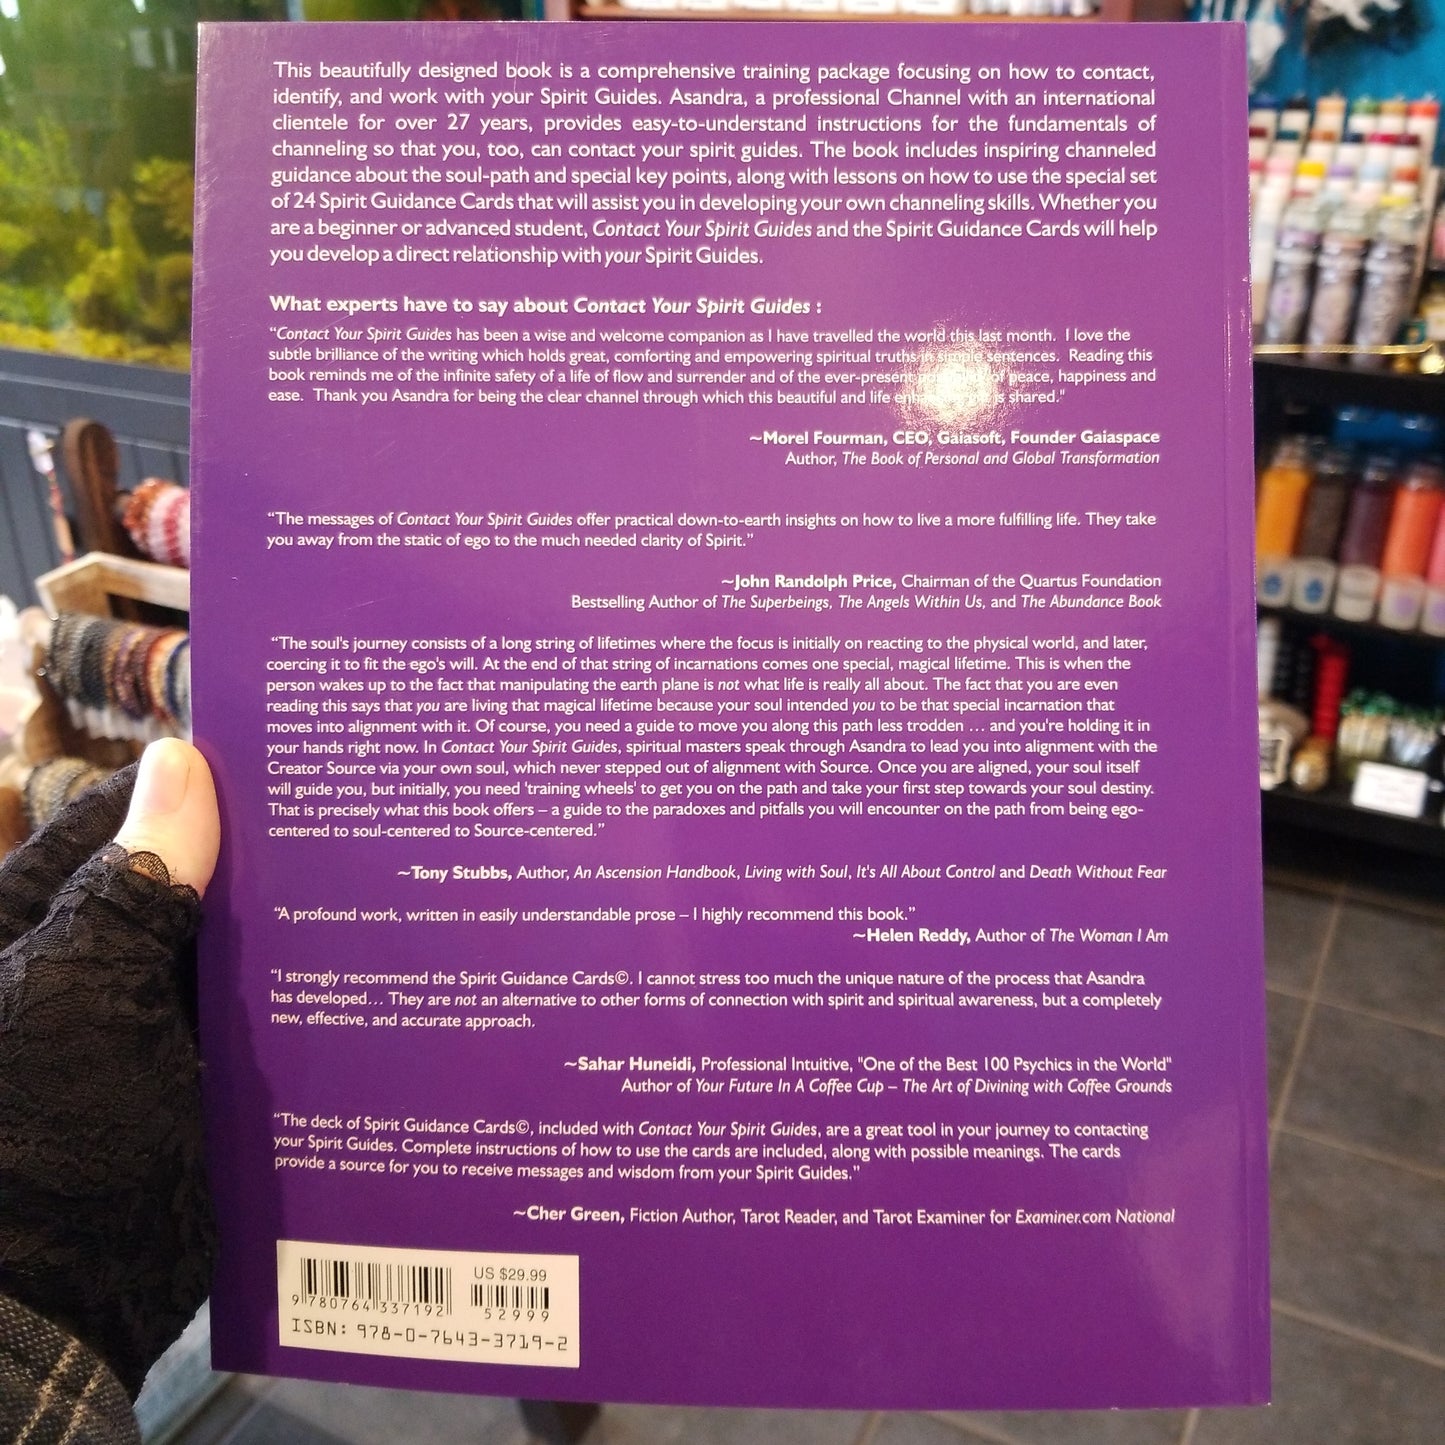 This beautifully designed book is a comprehensive training package focusing on how to contact,
identify, and work with your Spirit Guides. Asandra, a professional Channel with an international
clientele for over 27 years, provides easy-to-understand instructions for the fundamentals of
channeling so that you, too, can contact your spirit guides. The book includes inspiring channeled
guidance about the soul-path and special key points, along with lessons on how to use the special set
of 24 Spirit Guidance Cards that will assist you in developing your own channeling skills. Whether you
are a beginner or advanced student, Contact Your Spirit Guides and the Spirit Guidance Cards will help
you develop a direct relationship with your Spirit Guides.
What experts have to say about Contact Your Spirit Guides :
“Contact Your Spirit Guides has been a wise and welcome companion as I have travelled the world this last month. I love the
subtle brilliance of the writing which holds great, comforting and empowering spiritual truths in simple sentences. Reading this
book reminds me of the infinite safety of a life of flow and surrender and of the ever-present of peace, happiness and
ease. Thank you Asandra for being the clear channel through which this beautiful and life is shared."
~Morel Fourman, CEO, Gaiasoft, Founder Gaiaspace
Author, The Book of Personal and Global Transformation
“The messages of Contact Your Spirit Guides offer practical down-to-earth insights on how to live a more fulfilling life. They take
you away from the static of ego to the much needed clarity of Spirit.”
~John Randolph Price, Chairman of the Quartus Foundation
Bestselling Author of The Superbeings, The Angels Within Us, and The Abundance Book
“The soul's journey consists of a long string of lifetimes where the focus is initially on reacting to the physical world, and later,
coercing it to fit the ego's will. At the end of that string of incarnations comes one special, magical lifetime. This is when the
person wakes up to the fact that manipulating the earth plane is not what life is really all about. The fact that you are even
reading this says that you are living that magical lifetime because your soul intended you to be that special incarnation that
moves into alignment with it. Of course, you need a guide to move you along this path less trodden … and you're holding it in
your hands right now. In Contact Your Spirit Guides, spiritual masters speak through Asandra to lead you into alignment with the
Creator Source via your own soul, which never stepped out of alignment with Source. Once you are aligned, your soul itself
will guide you, but initially, you need 'training wheels' to get you on the path and take your first step towards your soul destiny.
That is precisely what this book offers – a guide to the paradoxes and pitfalls you will encounter on the path from being ego-
centered to soul-centered to Source-centered.”
~Tony Stubbs, Author, An Ascension Handbook, Living with Soul, It's All About Control and Death Without Fear
“A profound work, written in easily understandable prose – I highly recommend this book.”
~Helen Reddy, Author of The Woman I Am
“I strongly recommend the Spirit Guidance Cards©. I cannot stress too much the unique nature of the process that Asandra
has developed… They are not an alternative to other forms of connection with spirit and spiritual awareness, but a completely
new, effective, and accurate approach.
~Sahar Huneidi, Professional Intuitive, "One of the Best 100 Psychics in the World"
Author of Your Future In A Coffee Cup – The Art of Divining with Coffee Grounds
“The deck of Spirit Guidance Cards©, included with Contact Your Spirit Guides, are a great tool in your journey to contacting
your Spirit Guides. Complete instructions of how to use the cards are included, along with possible meanings. The cards
provide a source for you to receive messages and wisdom from your Spirit Guides.”
~Cher Green, Fiction Author, Tarot Reader, and Tarot Examiner for Examiner.com National
US $29.99
9 780764 337192
52999
ISBN: 978-0-7643-3719-2